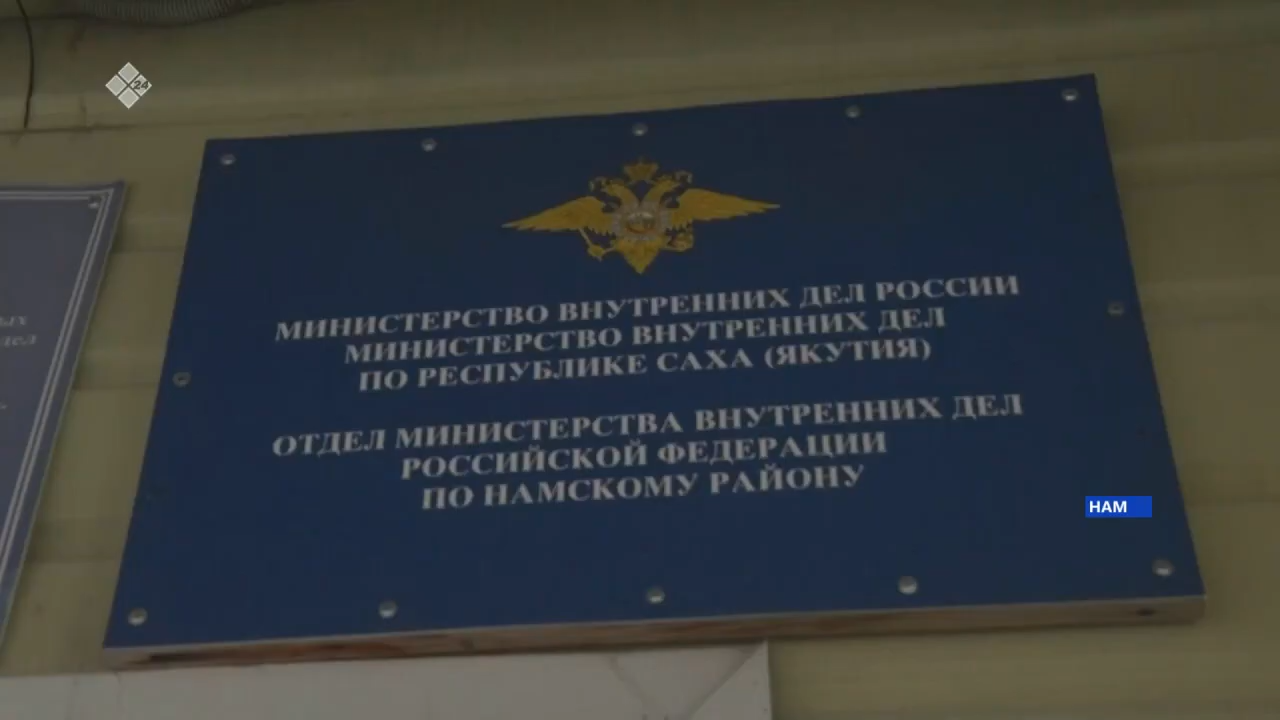 24
МИНИСТЕРСТВО ВНУТРЕННИХ ДЕЛ РОССИИ
МИНИСТЕРСТВО ВНУТРЕННИХ ДЕЛ
ПО РЕСПУБЛИКЕ САХА (ЯКУТИЯ)
ОТДЕЛ МИНИСТЕРСТВА ВНУТРЕННИХ ДЕЛ
РОССИЙСКОЙ ФЕДЕРАЦИИ
ПО НАМСКОМУ РАЙОНУ
НАМ